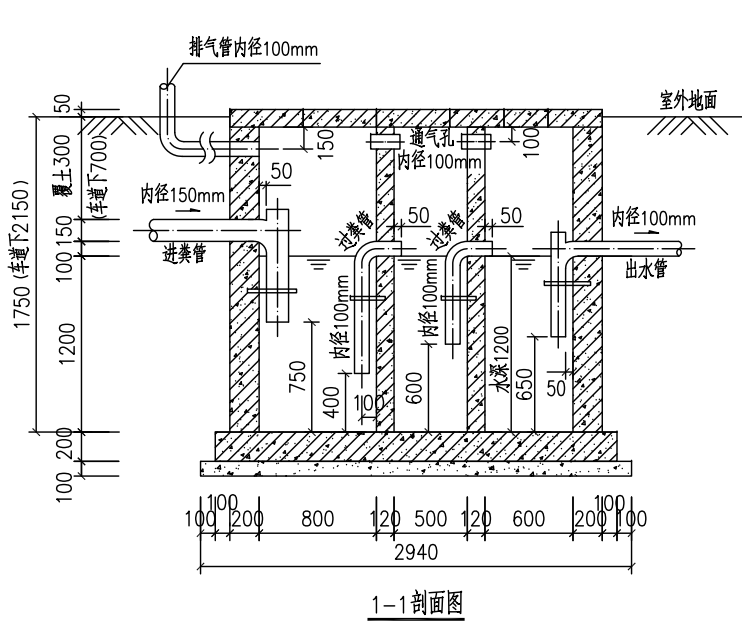 排气管内径100mm
室外地面
50
150
通气孔
内径100mm
100
覆土300
(车道下700)
50
内径150mm
进粪管
过粪管
50
过粪管
50
内径100mm
出水管
150
100
1750(车道下2150)
1200
内径100mm
内径100mm
水深1200
750
400
100
600
650
50
200
100
100
100
200
800
120
500
120
600
200
100
100
2940
1-1剖面图